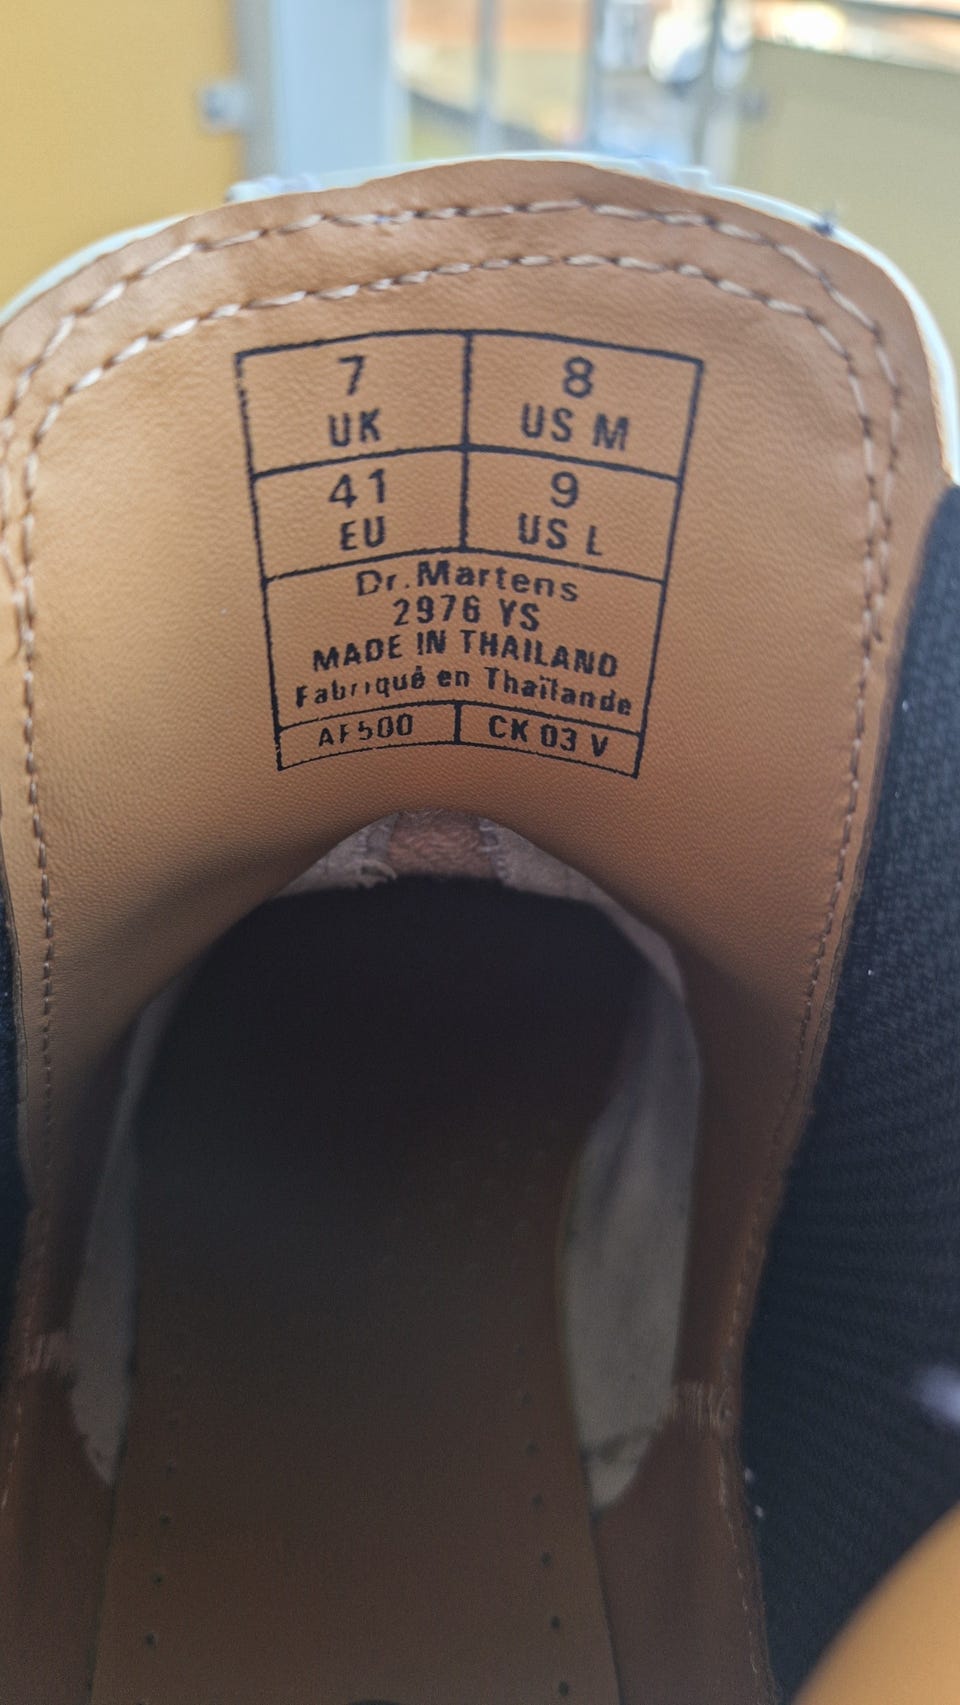 7
UK
8
US M
41
EU
9
US L
Dr.Martens
2976 YS
MADE IN THAILAND
Fabriqué en Thaïlande
AF500
CK 03 V